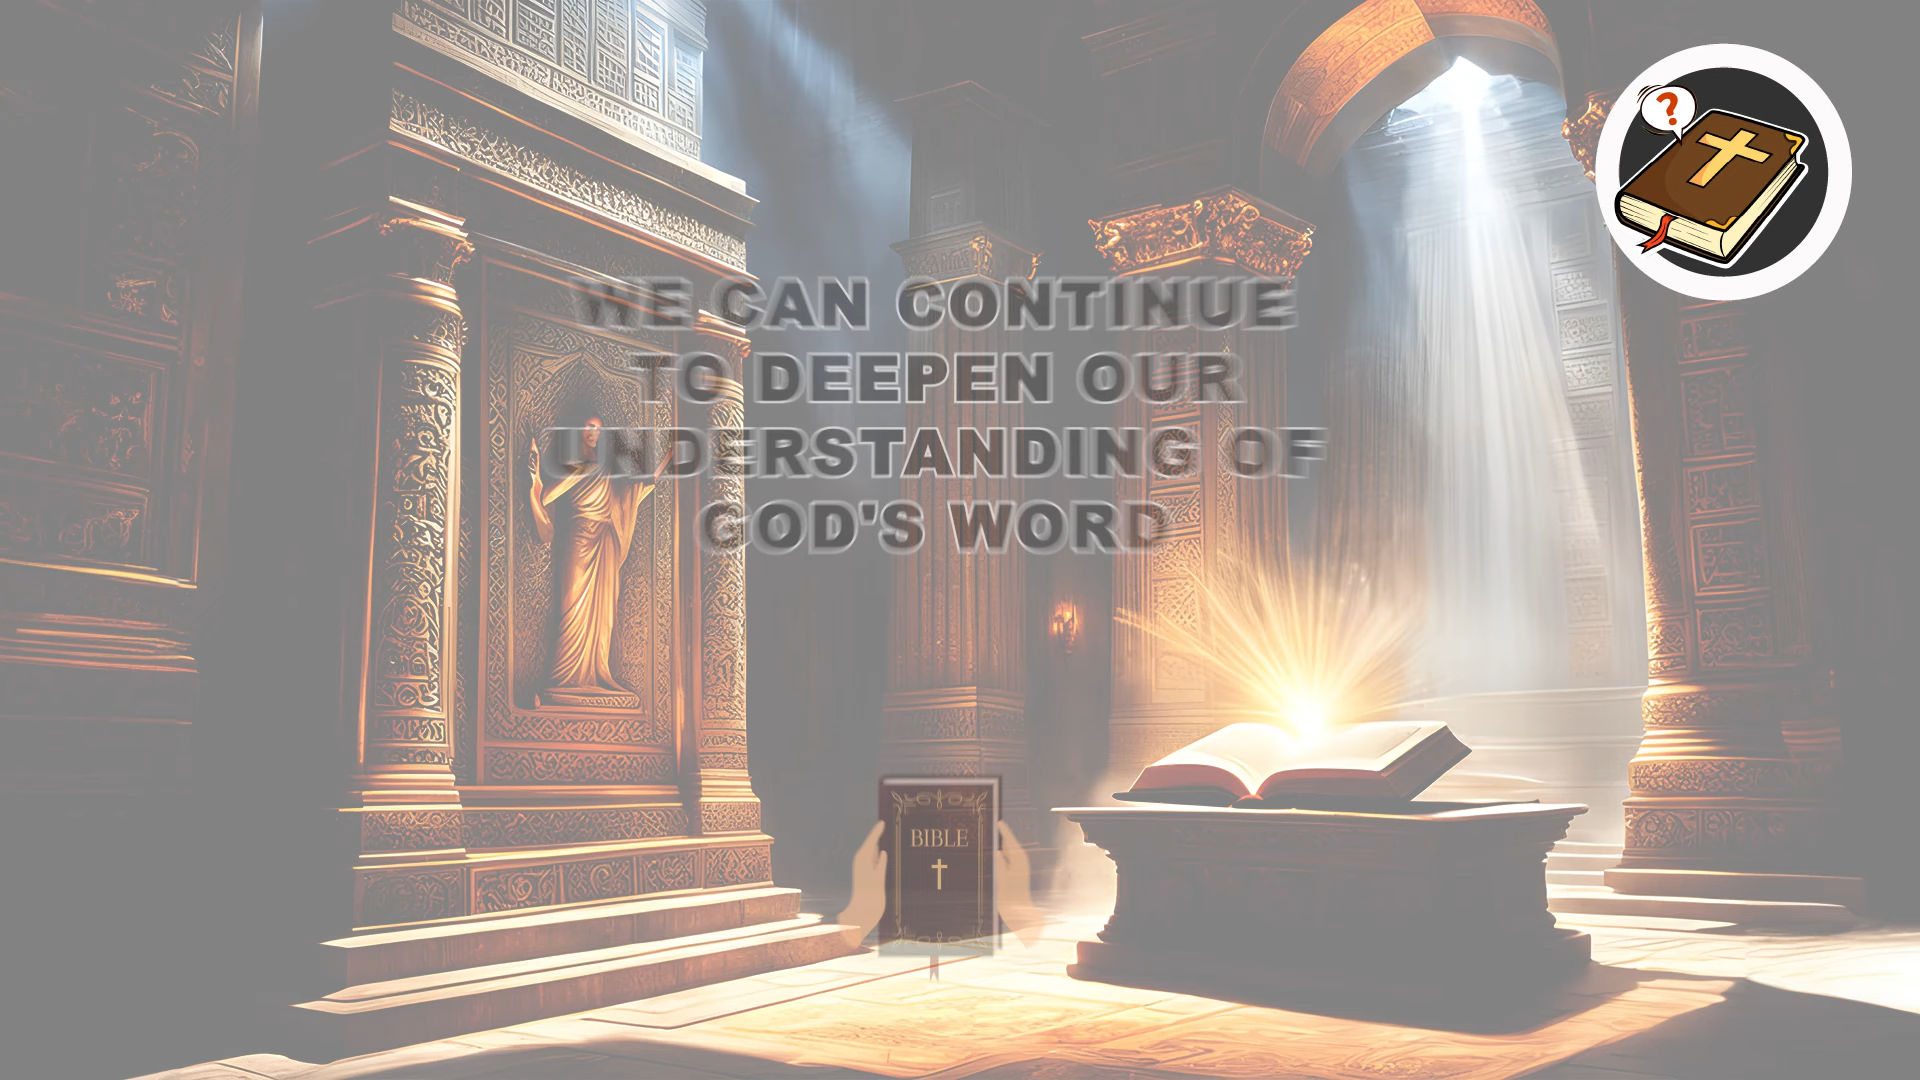 ?
WE CAN CONTINUE
TO DEEPEN OUR
UNDERSTANDING OF
GOD'S WORD
BIBLE